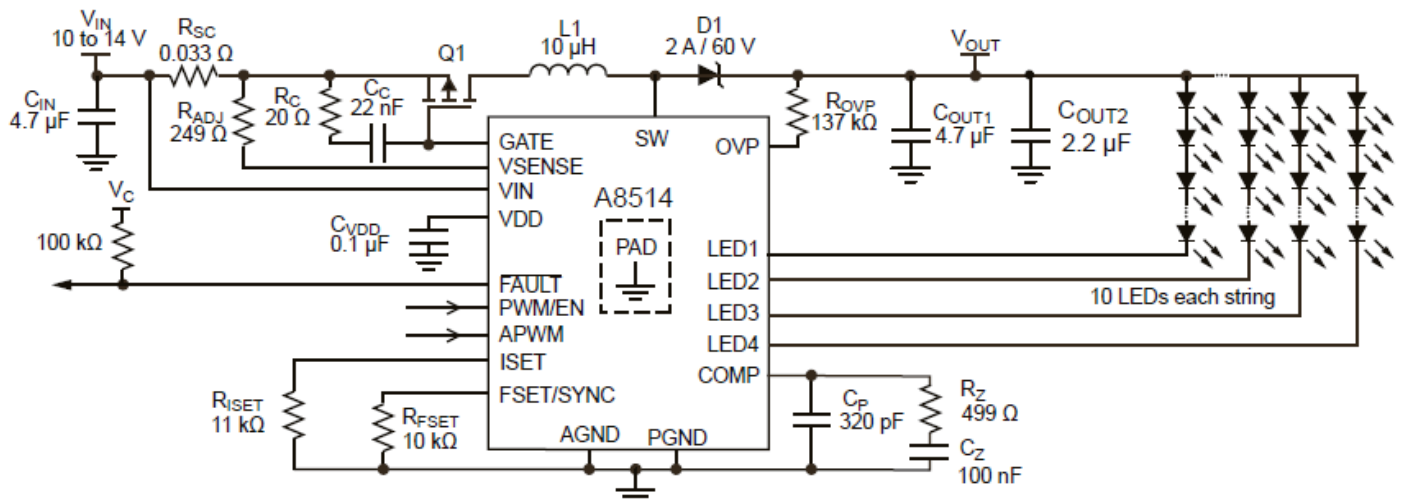 VIN
10 to 14 V
RSC
0.033 Ω
Q1
L1
10 µH
D1
2 A / 60 V
VOUT
CIN
4.7 µF
RADJ
249 Ω
RC
20 Ω
CC
22 nF
ROVP
137 kΩ
COUT1
4.7 µF
COUT2
2.2 µF
VC
100 kΩ
CVDD
0.1 µF
GATE
VSENSE
VIN
VDD
FAULT
PWM/EN
APWM
ISET
FSET/SYNC
SW
OVP
A8514
PAD
LED1
LED2
LED3
LED4
COMP
AGND
PGND
10 LEDs each string
RISET
11 kΩ
RFSET
10 kΩ
CP
320 pF
RZ
499 Ω
CZ
100 nF